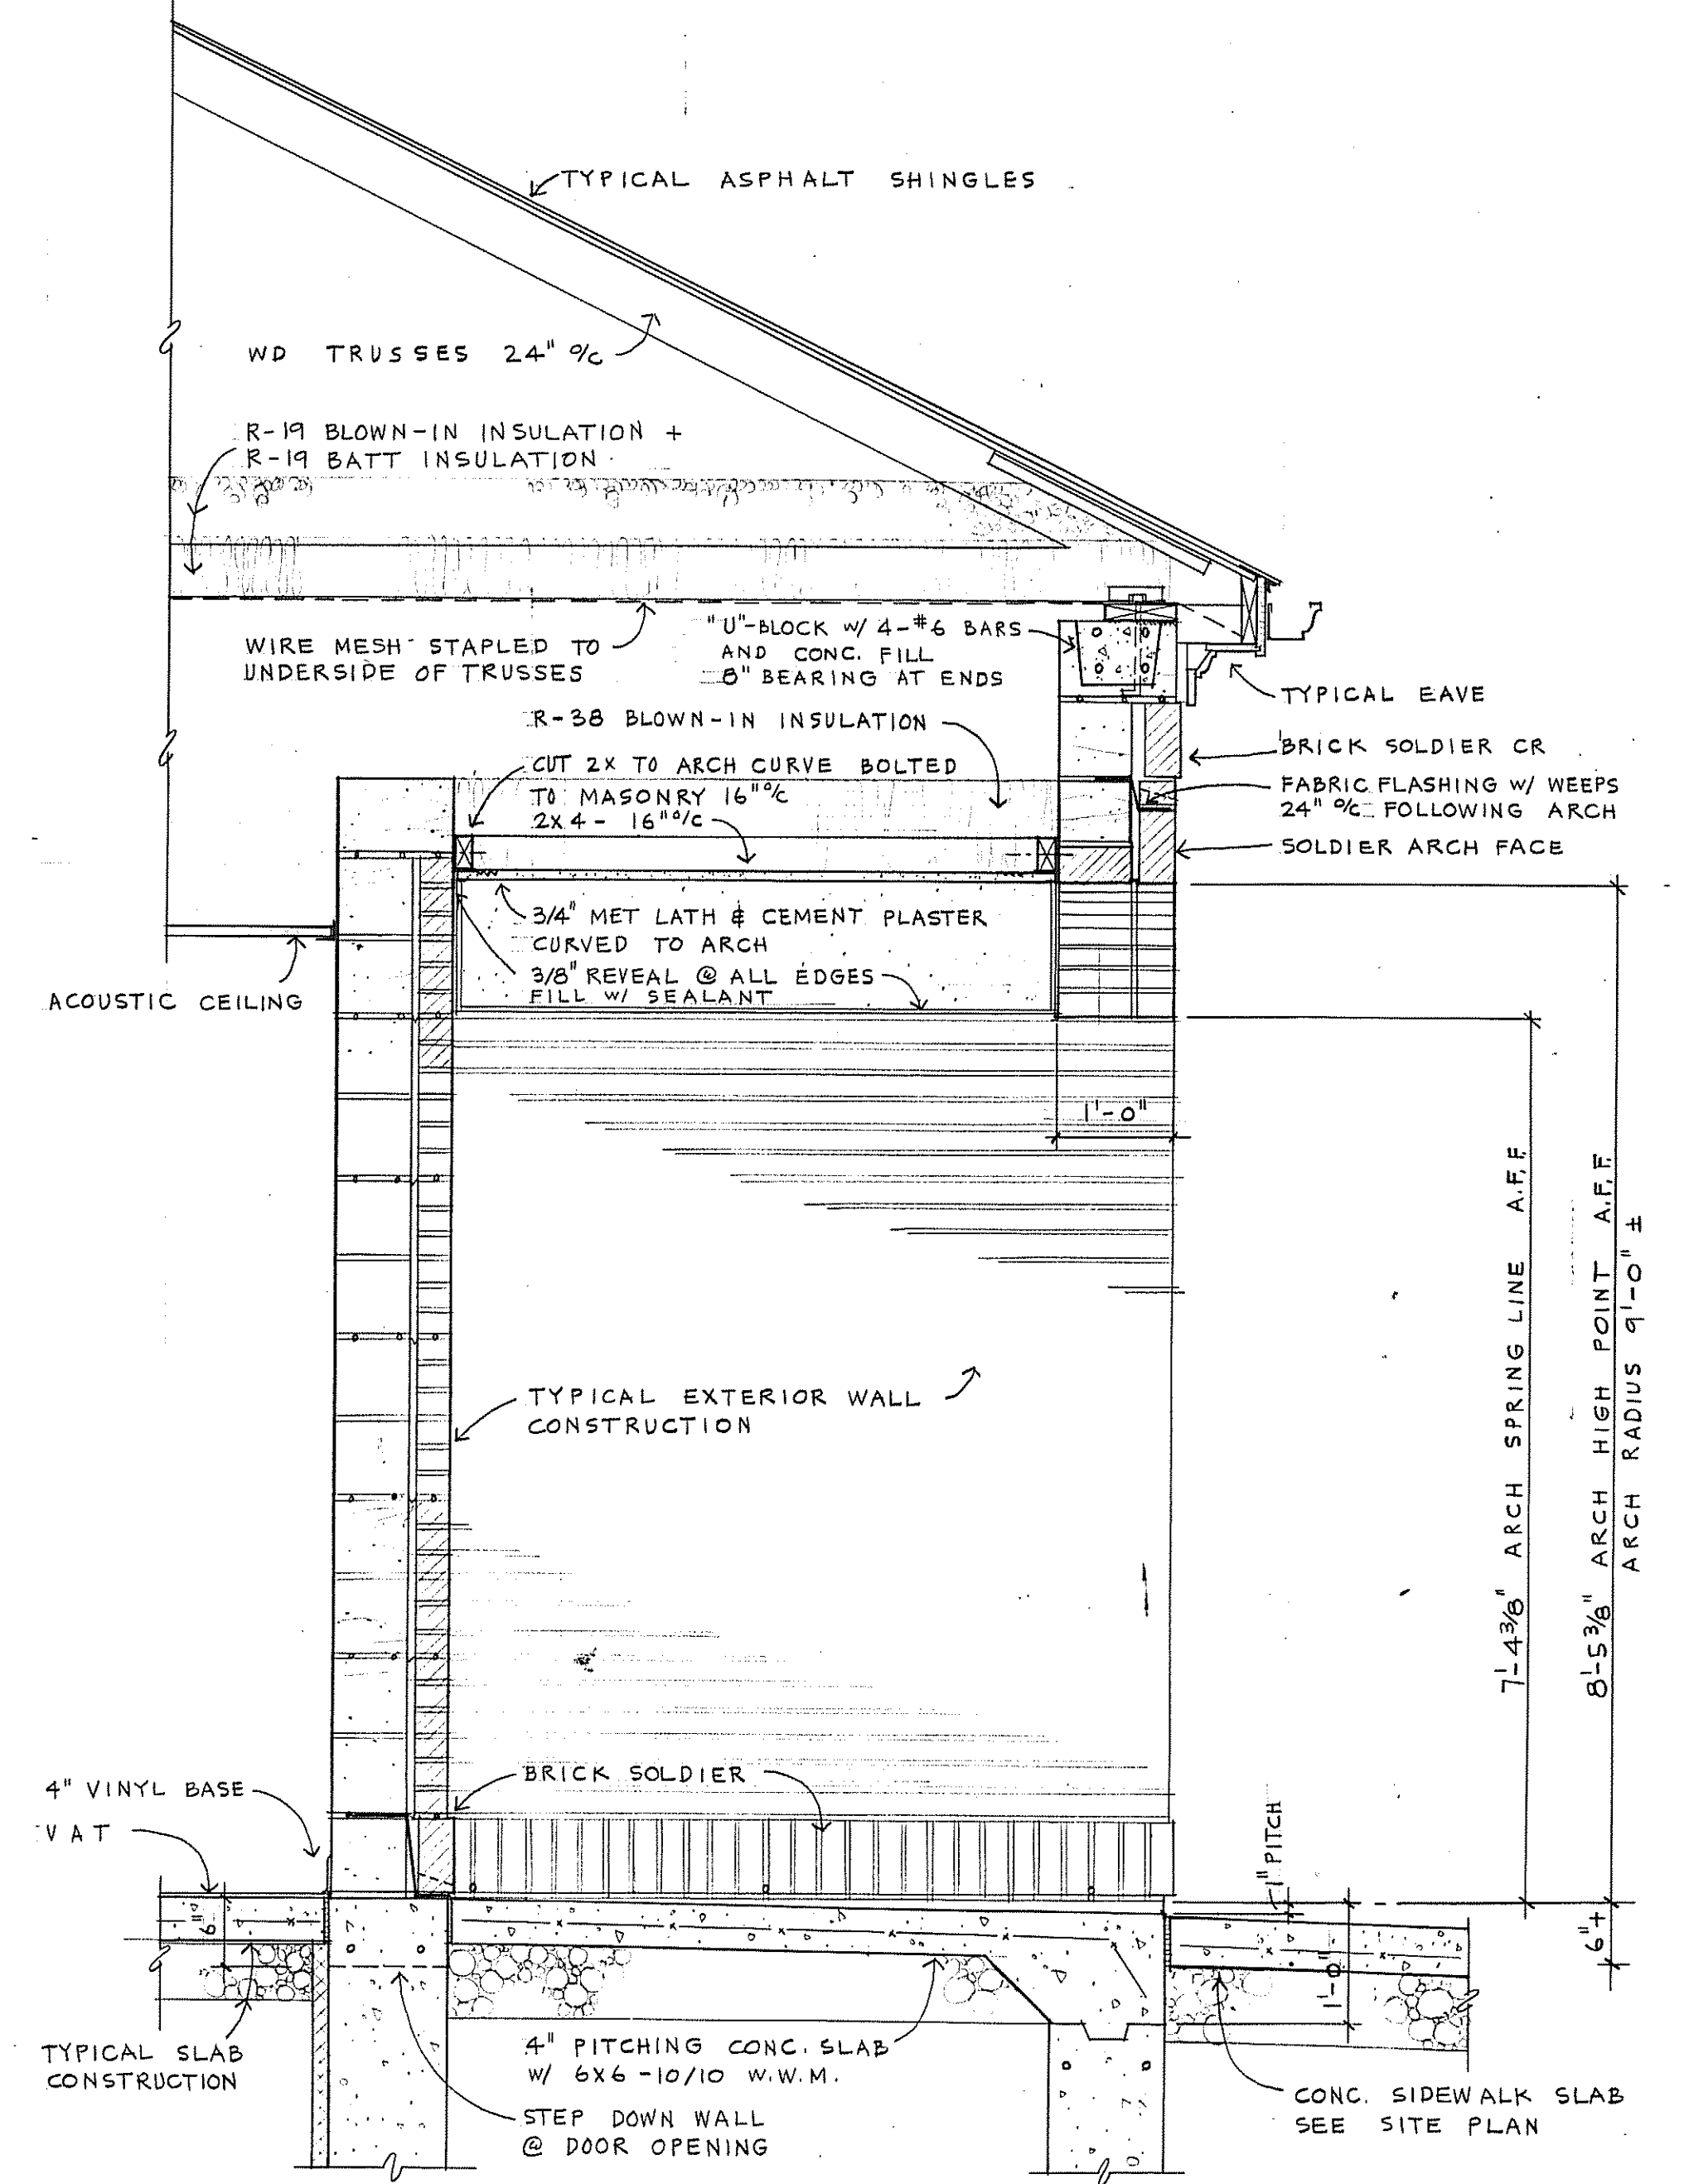 TYPICAL ASPHALT SHINGLES
WD TRUSSES 24" o/c
R-19 BLOWN-IN INSULATION +
R-19 BATT INSULATION
WIRE MESH STAPLED TO
UNDERSIDE OF TRUSSES
"U"-BLOCK W/ 4-#6 BARS
AND CONC. FILL
8" BEARING AT ENDS
TYPICAL EAVE
R-38 BLOWN-IN INSULATION
BRICK SOLDIER CR
CUT 2X TO ARCH CURVE BOLTED
TO MASONRY 16" o/c
2X4 - 16" o/c
FABRIC FLASHING W/ WEEPS
24" o/c FOLLOWING ARCH
SOLDIER ARCH FACE
3/4" MET LATH & CEMENT PLASTER
CURVED TO ARCH
3/8" REVEAL @ ALL EDGES
FILL W/ SEALANT
ACOUSTIC CEILING
1'-0"
7'-4 3/8" ARCH SPRING LINE A.F.F.
8'-5 3/8" ARCH HIGH POINT A.F.F.
ARCH RADIUS 9'-0" ±
TYPICAL EXTERIOR WALL
CONSTRUCTION
BRICK SOLDIER
4" VINYL BASE
VAT
1" PITCH
6"
6"+
1'-0"
TYPICAL SLAB
CONSTRUCTION
4" PITCHING CONC. SLAB
W/ 6X6-10/10 W.W.M.
STEP DOWN WALL
@ DOOR OPENING
CONC. SIDEWALK SLAB
SEE SITE PLAN